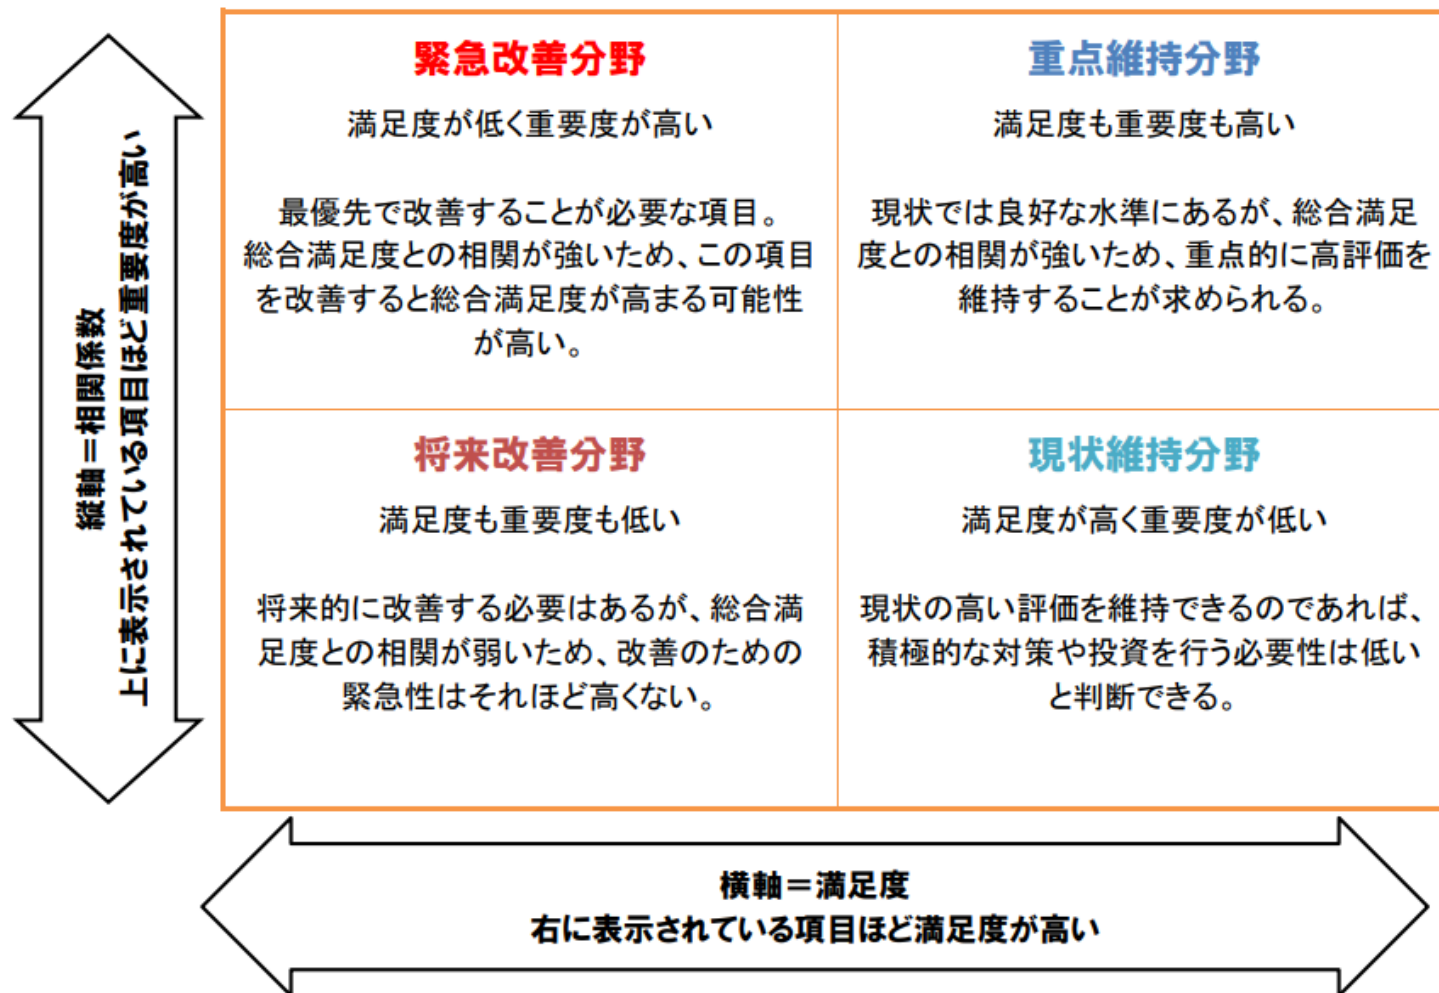 緊急改善分野
満足度が低く重要度が高い
最優先で改善することが必要な項目。
総合満足度との相関が強いため、この項目
を改善すると総合満足度が高まる可能性
が高い。
重点維持分野
満足度も重要度も高い
現状では良好な水準にあるが、総合満足
度との相関が強いため、重点的に高評価を
維持することが求められる。
縦軸＝相関係数
上に表示されている項目ほど重要度が高い
将来改善分野
満足度も重要度も低い
将来的に改善する必要はあるが、総合満
足度との相関が弱いため、改善のための
緊急性はそれほど高くない。
現状維持分野
満足度が高く重要度が低い
現状の高い評価を維持できるのであれば、
積極的な対策や投資を行う必要性は低い
と判断できる。
横軸＝満足度
右に表示されている項目ほど満足度が高い